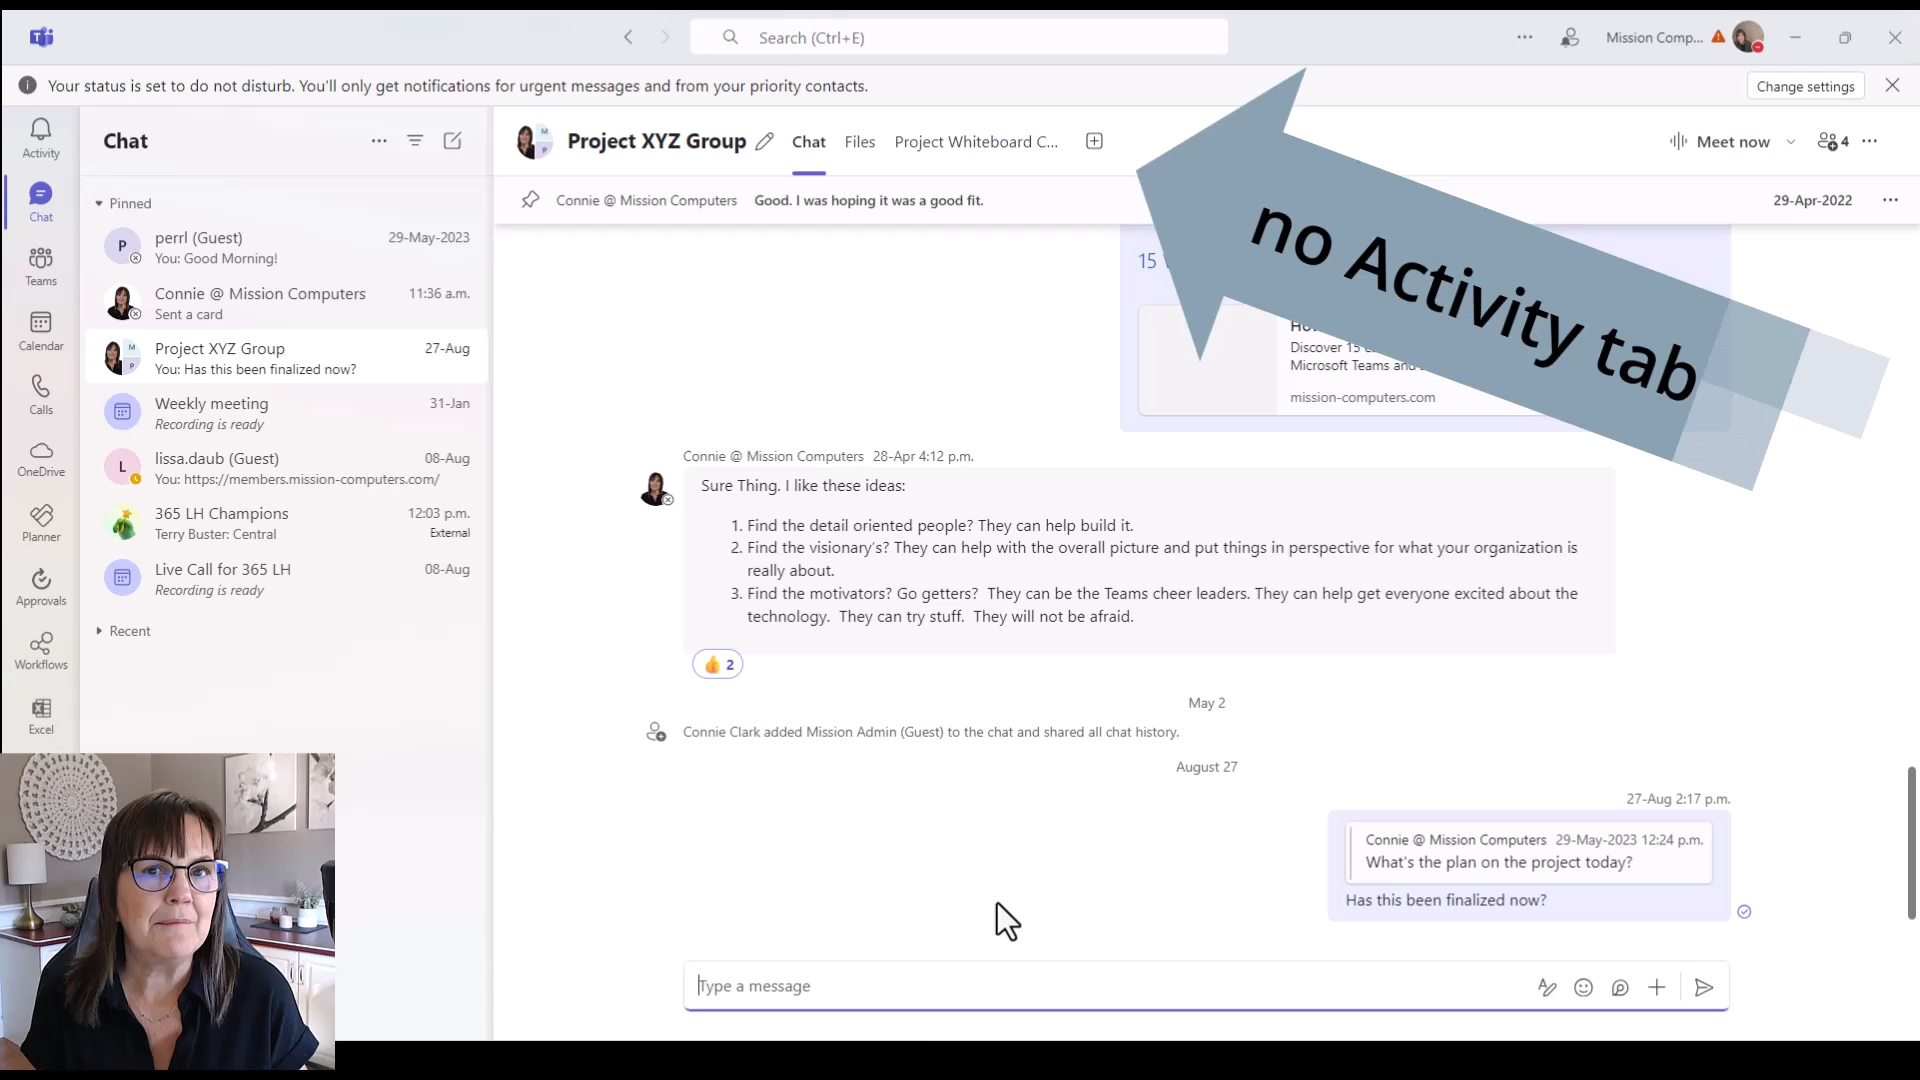 Search (Ctrl+E)
Mission Comp...
Your status is set to do not disturb. You'll only get notifications for urgent messages and from your priority contacts.
Change settings
Activity
Chat
Teams
Calendar
Calls
OneDrive
Planner
Approvals
Workflows
Excel
Chat
Pinned
P
perrl (Guest) 29-May-2023
You: Good Morning!
Connie @ Mission Computers 11:36 a.m.
Sent a card
M
P
Project XYZ Group 27-Aug
You: Has this been finalized now?
Weekly meeting 31-Jan
Recording is ready
L
lissa.daub (Guest) 08-Aug
You: https://members.mission-computers.com/
365 LH Champions 12:03 p.m.
Terry Buster: Central External
Live Call for 365 LH 08-Aug
Recording is ready
Recent
M
P
Project XYZ Group Chat Files Project Whiteboard C... Meet now 4
Connie @ Mission Computers Good. I was hoping it was a good fit. 29-Apr-2022
no Activity tab
15
Discover 15
Microsoft Teams and
mission-computers.com
Connie @ Mission Computers 28-Apr 4:12 p.m.
Sure Thing. I like these ideas:
1. Find the detail oriented people? They can help build it.
2. Find the visionary's? They can help with the overall picture and put things in perspective for what your organization is
really about.
3. Find the motivators? Go getters? They can be the Teams cheer leaders. They can help get everyone excited about the
technology. They can try stuff. They will not be afraid.
2
May 2
Connie Clark added Mission Admin (Guest) to the chat and shared all chat history.
August 27
27-Aug 2:17 p.m.
Connie @ Mission Computers 29-May-2023 12:24 p.m.
What's the plan on the project today?
Has this been finalized now?
Type a message